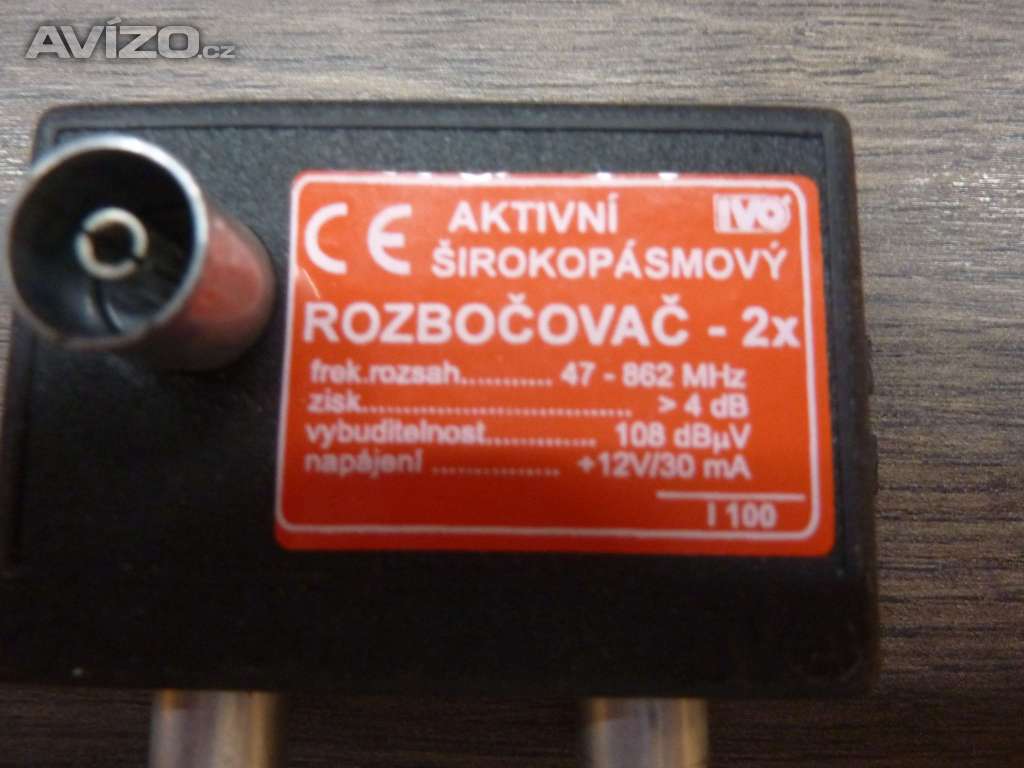 AVÍZO.cz
IVO
CE AKTIVNÍ
ŠIROKOPÁSMOVÝ
ROZBOČOVAČ - 2x
frek.rozsah............ 47 - 862 MHz
zisk................................... > 4 dB
vybuditelnost.............. 108 dBµV
napájení ................. +12V/30 mA
I 100